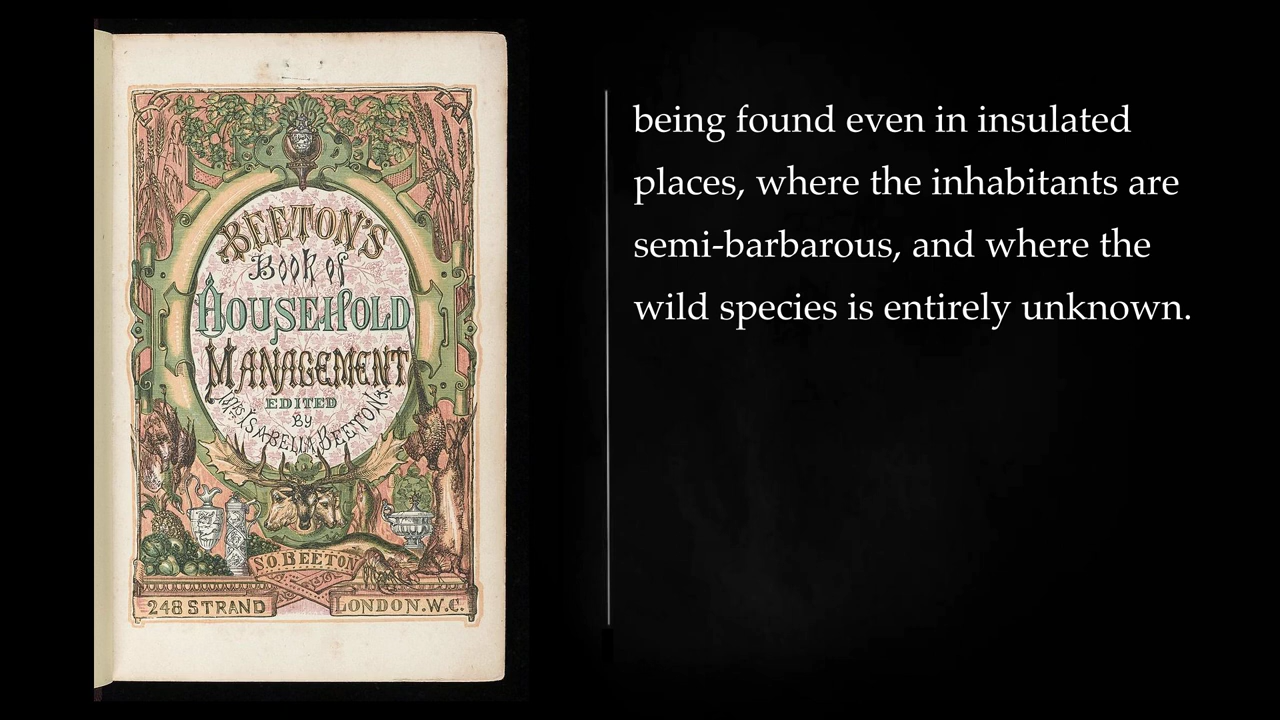 BEETON'S
Book of
HOUSEHOLD
MANAGEMENT
EDITED
BY
MRS ISABELLA BEETON
S.O. BEETON
248 STRAND
LONDON. W.C.
being found even in insulated
places, where the inhabitants are
semi-barbarous, and where the
wild species is entirely unknown.